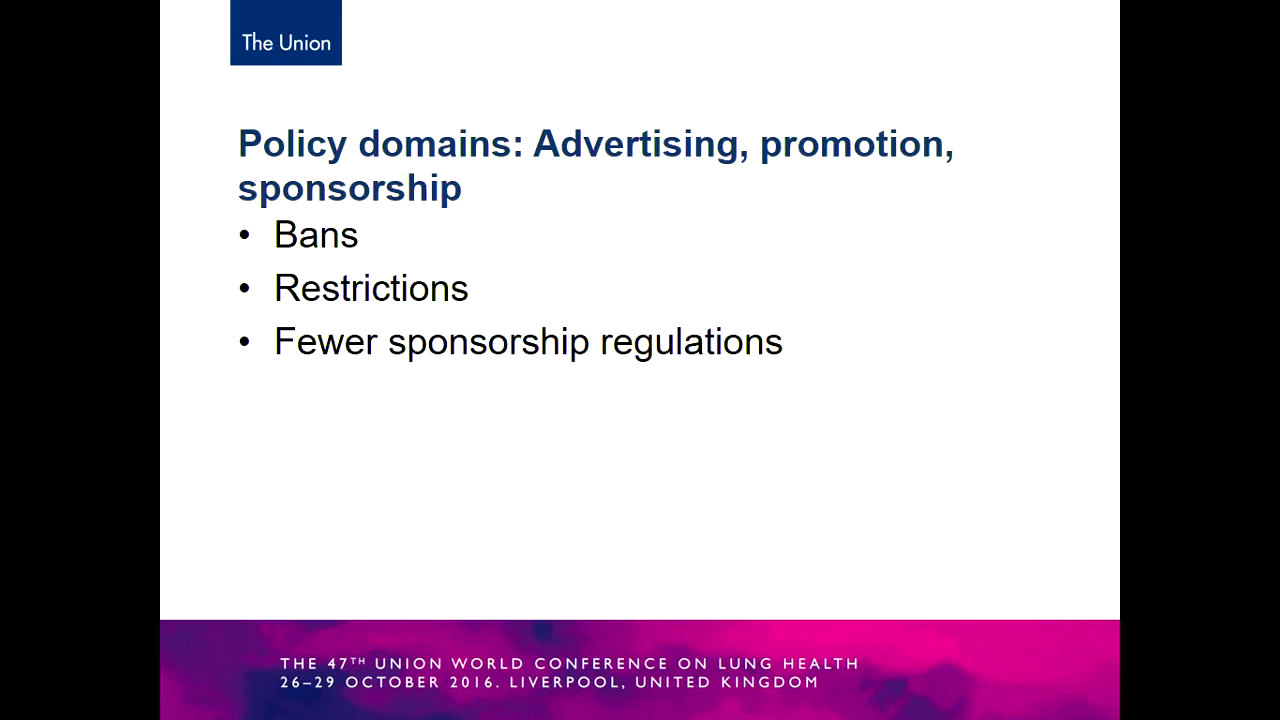 The Union
Policy domains: Advertising, promotion,
sponsorship
• Bans
• Restrictions
• Fewer sponsorship regulations
THE 47TH UNION WORLD CONFERENCE ON LUNG HEALTH
26–29 OCTOBER 2016. LIVERPOOL, UNITED KINGDOM